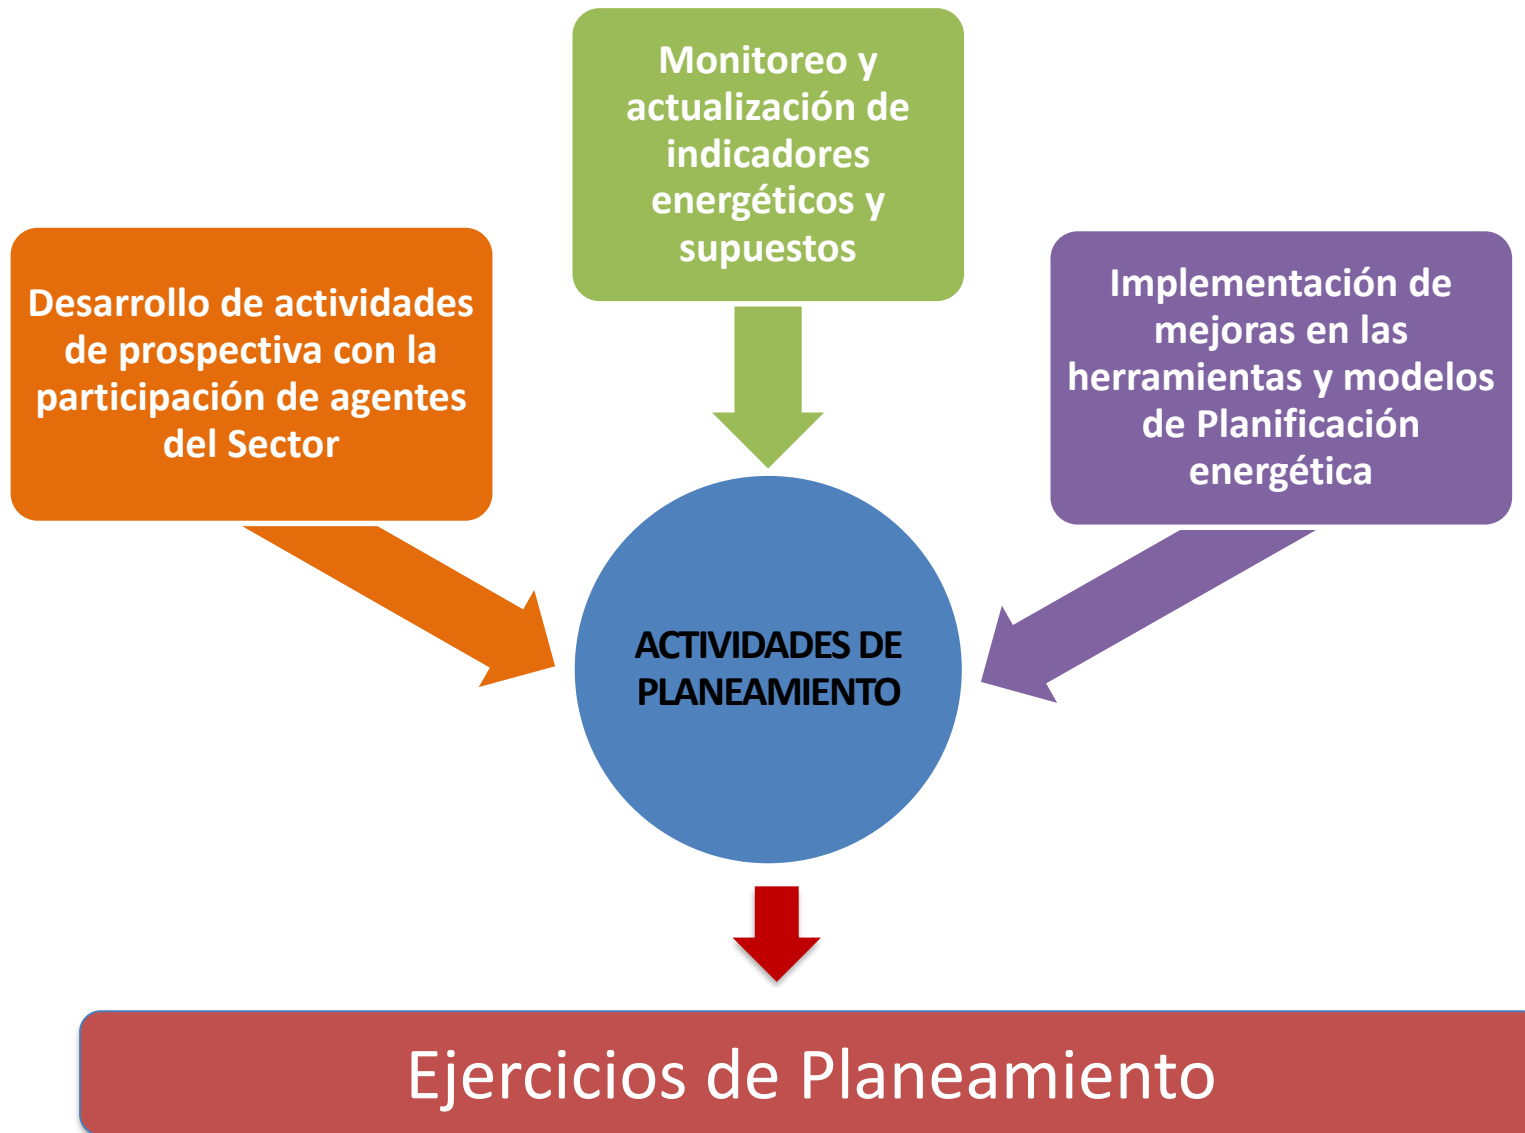 Monitoreo y
actualización de
indicadores
energéticos y
supuestos
Desarrollo de actividades
de prospectiva con la
participación de agentes
del Sector
Implementación de
mejoras en las
herramientas y modelos
de Planificación
energética
ACTIVIDADES DE
PLANEAMIENTO
Ejercicios de Planeamiento